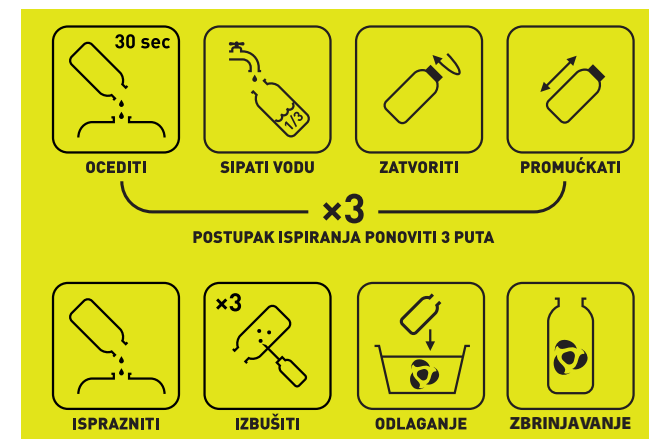 30 sec
1/3
OCEDITI
SIPATI VODU
ZATVORITI
PROMUĆKATI
×3
POSTUPAK ISPIRANJA PONOVITI 3 PUTA
×3
ISPRAZNITI
IZBUŠITI
ODLAGANJE
ZBRINJAVANJE